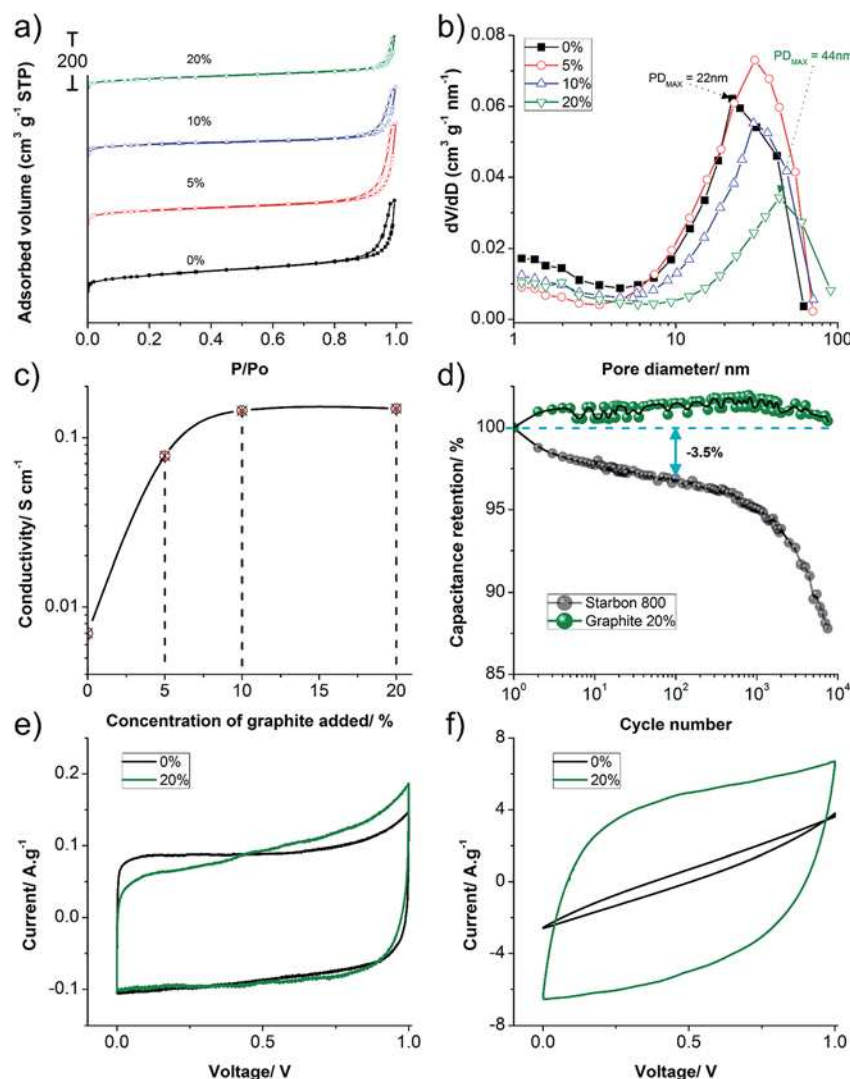 a)
200
20%
10%
5%
0%
Adsorbed volume (cm³ g⁻¹ STP)
0.0 0.2 0.4 0.6 0.8 1.0
P/Po
b)
0%
5%
10%
20%
PD_MAX = 22nm
PD_MAX = 44nm
dV/dD (cm³ g⁻¹ nm⁻¹)
0.08
0.06
0.04
0.02
0.00
1 10 100
Pore diameter/ nm
c)
Conductivity/ S cm⁻¹
0.1
0.01
0 5 10 15 20
Concentration of graphite added/ %
d)
Capacitance retention/ %
100
95
90
85
-3.5%
Starbon 800
Graphite 20%
10⁰ 10¹ 10² 10³ 10⁴
Cycle number
e)
0%
20%
Current/ A.g⁻¹
0.2
0.1
0.0
-0.1
0.0 0.5 1.0
Voltage/ V
f)
0%
20%
Current/ A.g⁻¹
6
4
0
-4
-8
0.0 0.5 1.0
Voltage/ V